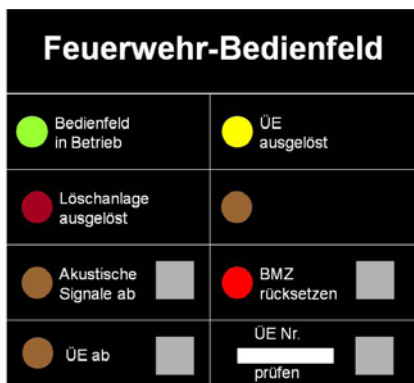 Feuerwehr-Bedienfeld
Bedienfeld
in Betrieb
ÜE
ausgelöst
Löschanlage
ausgelöst
Akustische
Signale ab
BMZ
rücksetzen
ÜE ab
ÜE Nr.
prüfen